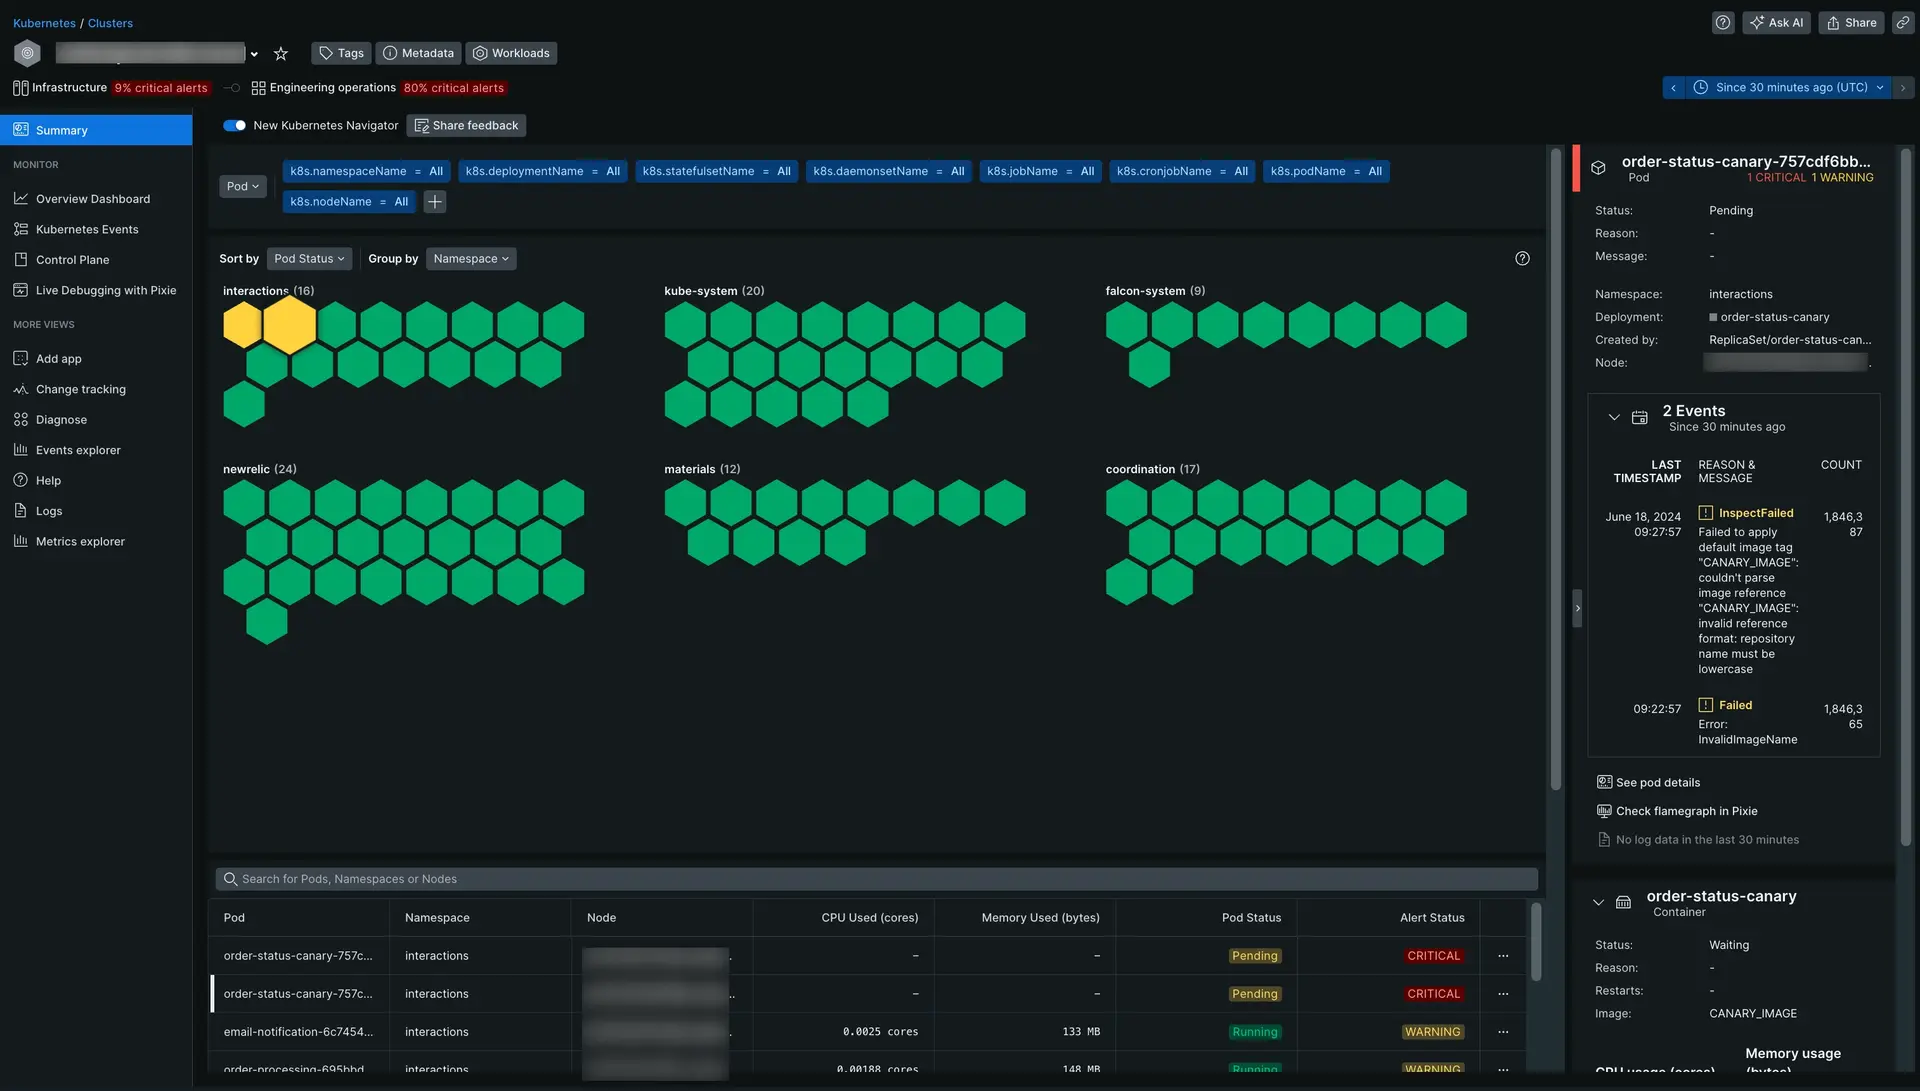 Kubernetes / Clusters
Ask AI
Share
Tags
Metadata
Workloads
Infrastructure 9% critical alerts
Engineering operations 80% critical alerts
Since 30 minutes ago (UTC)
Summary
MONITOR
Overview Dashboard
Kubernetes Events
Control Plane
Live Debugging with Pixie
MORE VIEWS
Add app
Change tracking
Diagnose
Events explorer
Help
Logs
Metrics explorer
New Kubernetes Navigator
Share feedback
Pod
k8s.namespaceName = All
k8s.deploymentName = All
k8s.statefulsetName = All
k8s.daemonsetName = All
k8s.jobName = All
k8s.cronjobName = All
k8s.podName = All
k8s.nodeName = All
Sort by Pod Status
Group by Namespace
interactions (16)
kube-system (20)
falcon-system (9)
newrelic (24)
materials (12)
coordination (17)
Search for Pods, Namespaces or Nodes
Pod Namespace Node CPU Used (cores) Memory Used (bytes) Pod Status Alert Status
order-status-canary-757c... interactions – – Pending CRITICAL ...
order-status-canary-757c... interactions – – Pending CRITICAL ...
email-notification-6c7454... interactions 0.0025 cores 133 MB Running WARNING ...
order-processing-695bbd interactions 0.00188 cores 148 MB Running WARNING ...
order-status-canary-757cdf6bb...
Pod 1 CRITICAL 1 WARNING
Status: Pending
Reason: -
Message: -
Namespace: interactions
Deployment: order-status-canary
Created by: ReplicaSet/order-status-can...
Node:
2 Events
Since 30 minutes ago
LAST TIMESTAMP
REASON & MESSAGE
COUNT
June 18, 2024
09:27:57
InspectFailed
Failed to apply
default image tag
"CANARY_IMAGE":
couldn't parse
image reference
"CANARY_IMAGE":
invalid reference
format: repository
name must be
lowercase
1,846,3
87
09:22:57
Failed
Error:
InvalidImageName
1,846,3
65
See pod details
Check flamegraph in Pixie
No log data in the last 30 minutes
order-status-canary
Container
Status: Waiting
Reason: -
Restarts: -
Image: CANARY_IMAGE
CPU usage (cores)
Memory usage
(bytes)